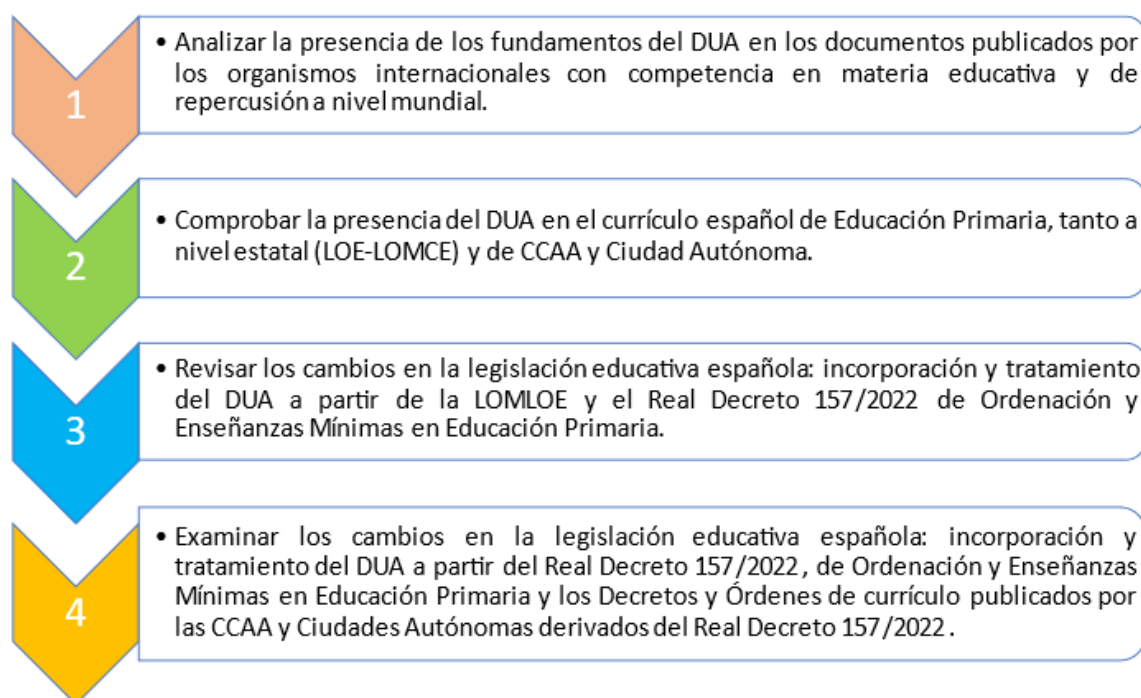 1
• Analizar la presencia de los fundamentos del DUA en los documentos publicados por
los organismos internacionales con competencia en materia educativa y de
repercusión a nivel mundial.
2
• Comprobar la presencia del DUA en el currículo español de Educación Primaria, tanto a
nivel estatal (LOE-LOMCE) y de CCAA y Ciudad Autónoma.
3
• Revisar los cambios en la legislación educativa española: incorporación y tratamiento
del DUA a partir de la LOMLOE y el Real Decreto 157/2022 de Ordenación y
Enseñanzas Mínimas en Educación Primaria.
4
• Examinar los cambios en la legislación educativa española: incorporación y
tratamiento del DUA a partir del Real Decreto 157/2022, de Ordenación y Enseñanzas
Mínimas en Educación Primaria y los Decretos y Órdenes de currículo publicados por
las CCAA y Ciudades Autónomas derivados del Real Decreto 157/2022 .